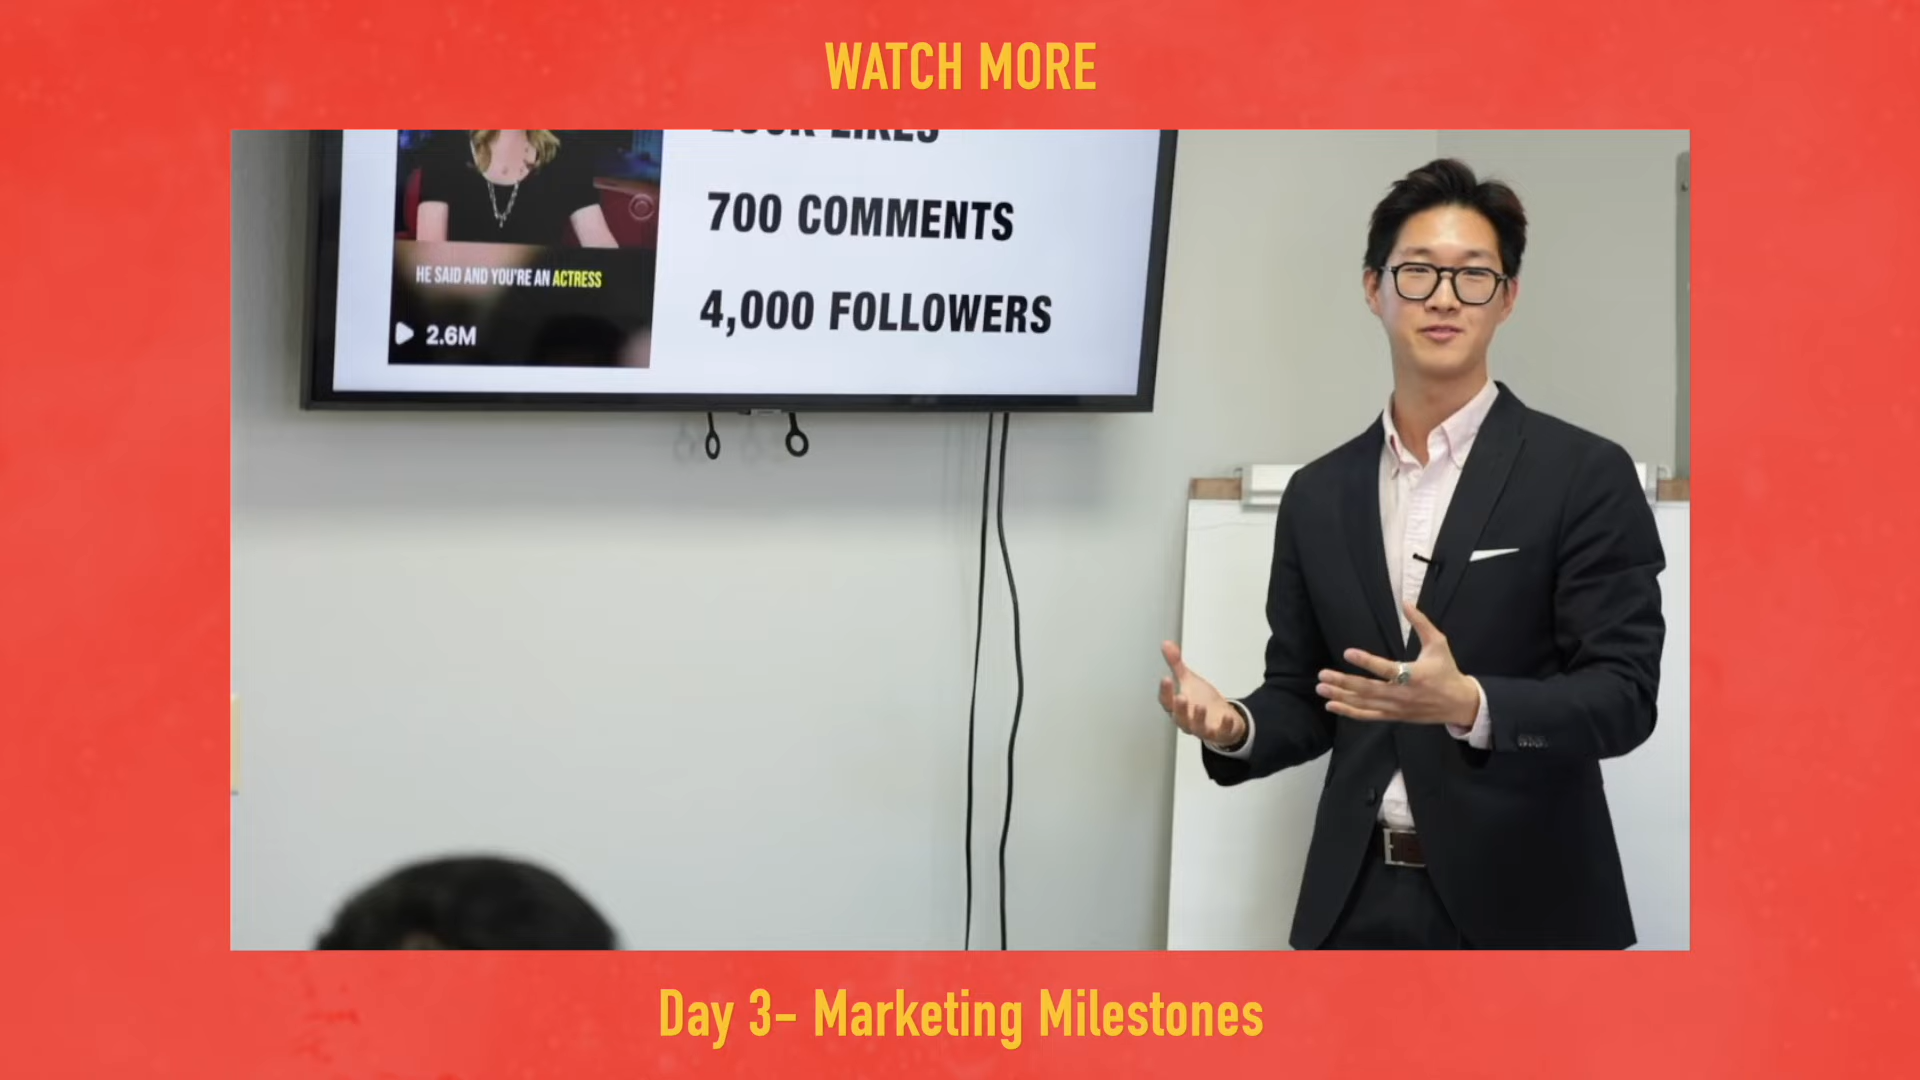 WATCH MORE
LIKES
700 COMMENTS
4,000 FOLLOWERS
HE SAID AND YOU'RE AN ACTRESS
2.6M
Day 3- Marketing Milestones